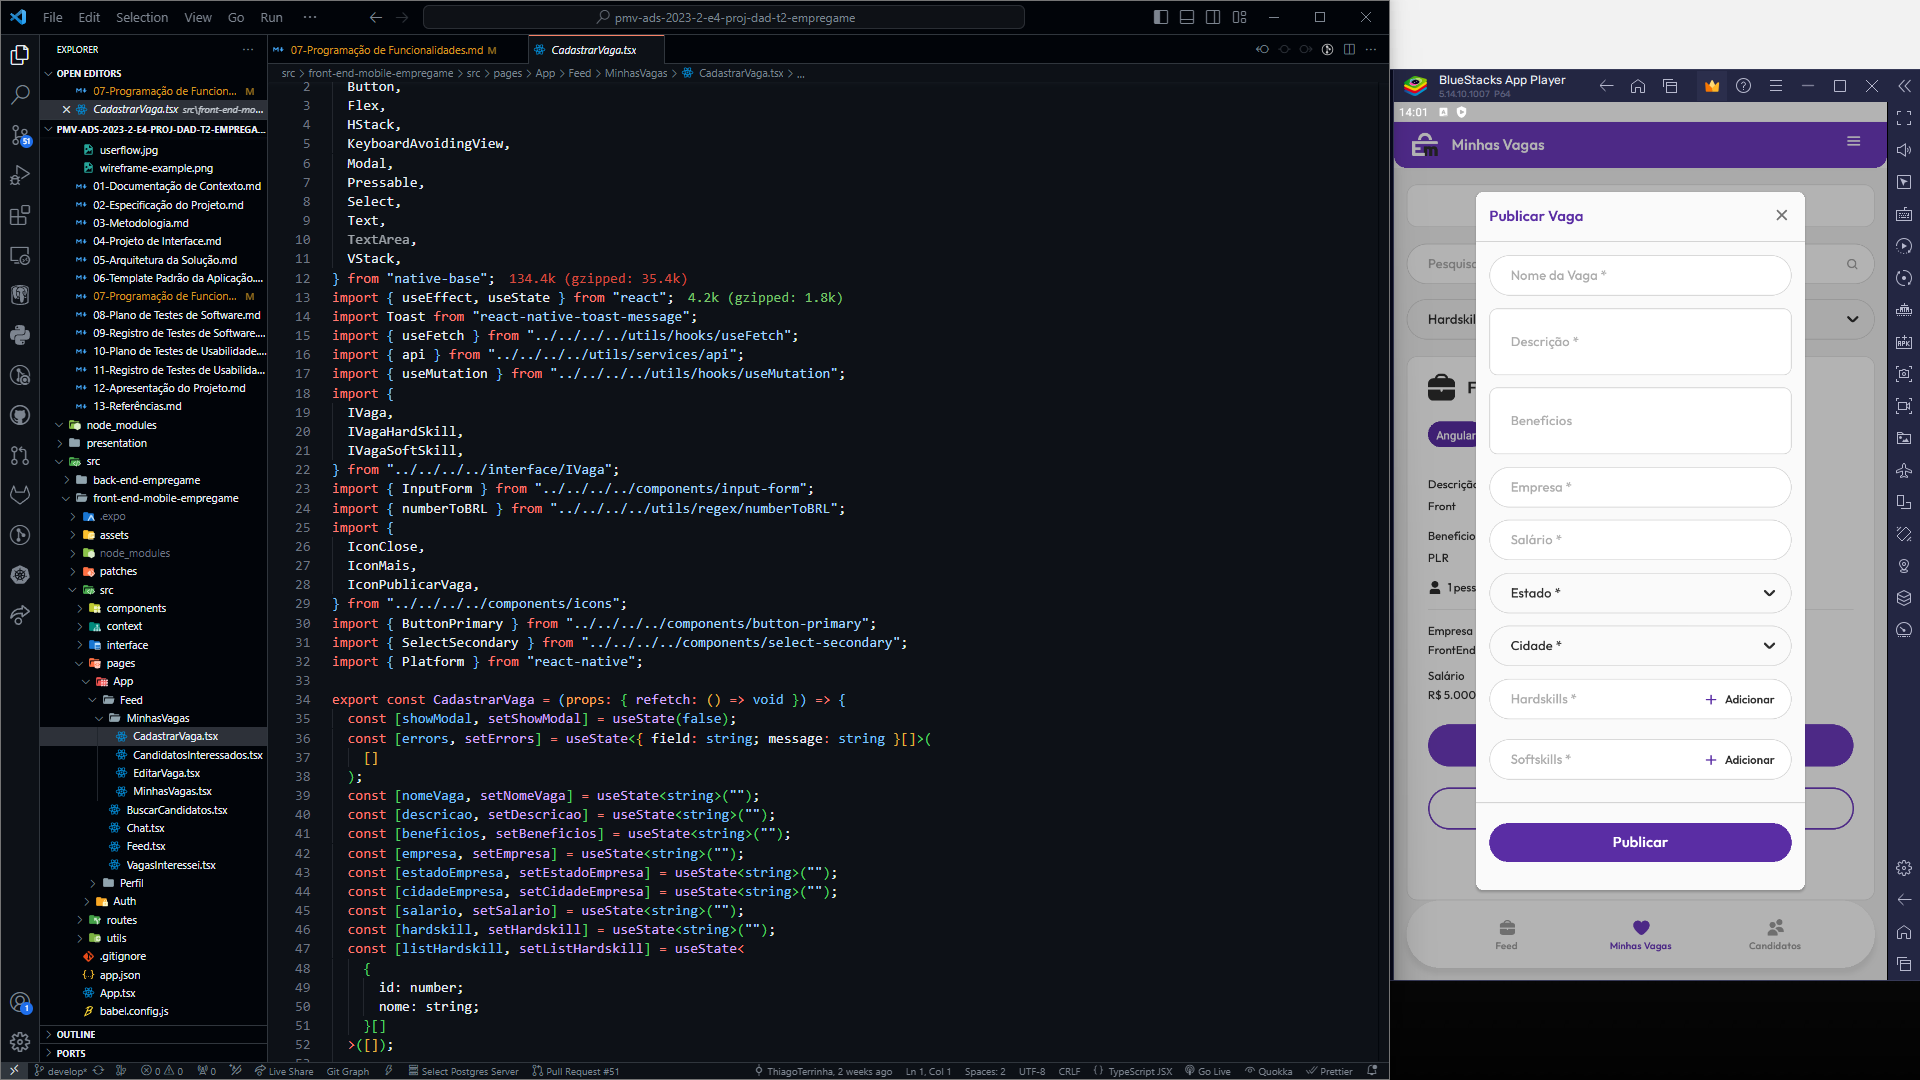 File Edit Selection View Go Run ···
pmv-ads-2023-2-e4-proj-dad-t2-empregame
EXPLORER
OPEN EDITORS
07-Programação de Funcion... M
CadastrarVaga.tsx src\front-end-mo...
PMV-ADS-2023-2-E4-PROJ-DAD-T2-EMPREGA...
userflow.jpg
wireframe-example.png
01-Documentação de Contexto.md
02-Especificação do Projeto.md
03-Metodologia.md
04-Projeto de Interface.md
05-Arquitetura da Solução.md
06-Template Padrão da Aplicação....
07-Programação de Funcion... M
08-Plano de Testes de Software.md
09-Registro de Testes de Software....
10-Plano de Testes de Usabilidade....
11-Registro de Testes de Usabilida...
12-Apresentação do Projeto.md
13-Referências.md
node_modules
presentation
src
back-end-empregame
front-end-mobile-empregame
.expo
assets
node_modules
patches
src
components
context
interface
pages
App
Feed
MinhasVagas
CadastrarVaga.tsx
CandidatosInteressados.tsx
EditarVaga.tsx
MinhasVagas.tsx
BuscarCandidatos.tsx
Chat.tsx
Feed.tsx
VagasInteressei.tsx
Perfil
Auth
routes
utils
.gitignore
app.json
App.tsx
babel.config.js
OUTLINE
PORTS
51
1
07-Programação de Funcionalidades.md M
CadastrarVaga.tsx
src > front-end-mobile-empregame > src > pages > App > Feed > MinhasVagas > CadastrarVaga.tsx > ...
2 Button,
3 Flex,
4 HStack,
5 KeyboardAvoidingView,
6 Modal,
7 Pressable,
8 Select,
9 Text,
10 TextArea,
11 VStack,
12 } from "native-base"; 134.4k (gzipped: 35.4k)
13 import { useEffect, useState } from "react"; 4.2k (gzipped: 1.8k)
14 import Toast from "react-native-toast-message";
15 import { useFetch } from "../../../../utils/hooks/useFetch";
16 import { api } from "../../../../utils/services/api";
17 import { useMutation } from "../../../../utils/hooks/useMutation";
18 import {
19 IVaga,
20 IVagaHardSkill,
21 IVagaSoftSkill,
22 } from "../../../../interface/IVaga";
23 import { InputForm } from "../../../../components/input-form";
24 import { numberToBRL } from "../../../../utils/regex/numberToBRL";
25 import {
26 IconClose,
27 IconMais,
28 IconPublicarVaga,
29 } from "../../../../components/icons";
30 import { ButtonPrimary } from "../../../../components/button-primary";
31 import { SelectSecondary } from "../../../../components/select-secondary";
32 import { Platform } from "react-native";
33
34 export const CadastrarVaga = (props: { refetch: () => void }) => {
35 const [showModal, setShowModal] = useState(false);
36 const [errors, setErrors] = useState<{ field: string; message: string }[]>(
37 []
38 );
39 const [nomeVaga, setNomeVaga] = useState<string>("");
40 const [descricao, setDescricao] = useState<string>("");
41 const [beneficios, setBeneficios] = useState<string>("");
42 const [empresa, setEmpresa] = useState<string>("");
43 const [estadoEmpresa, setEstadoEmpresa] = useState<string>("");
44 const [cidadeEmpresa, setCidadeEmpresa] = useState<string>("");
45 const [salario, setSalario] = useState<string>("");
46 const [hardskill, setHardskill] = useState<string>("");
47 const [listHardskill, setListHardskill] = useState<
48 {
49 id: number;
50 nome: string;
51 }[]
52 >([]);
develop* 0 0 0 Live Share Git Graph Select Postgres Server Pull Request #51 ThiagoTerrinha, 2 weeks ago Ln 1, Col 1 Spaces: 2 UTF-8 CRLF {} TypeScript JSX Go Live Quokka Prettier
BlueStacks App Player
5.14.10.1007 P64
14:01
Em Minhas Vagas
Publicar Vaga
Pesquisa
Nome da Vaga *
Hardskil
Descrição *
F
Benefícios
Angular
Descriçã
Front
Empresa *
Benefício
PLR
Salário *
1 pess
Estado *
Empresa
FrontEnd
Cidade *
Salário
R$ 5.000
Hardskills * + Adicionar
Softskills * + Adicionar
Publicar
Feed Minhas Vagas Candidatos
RPK